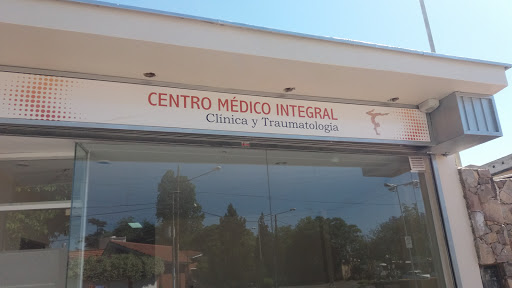 CENTRO MÉDICO INTEGRAL
Clínica y Traumatología